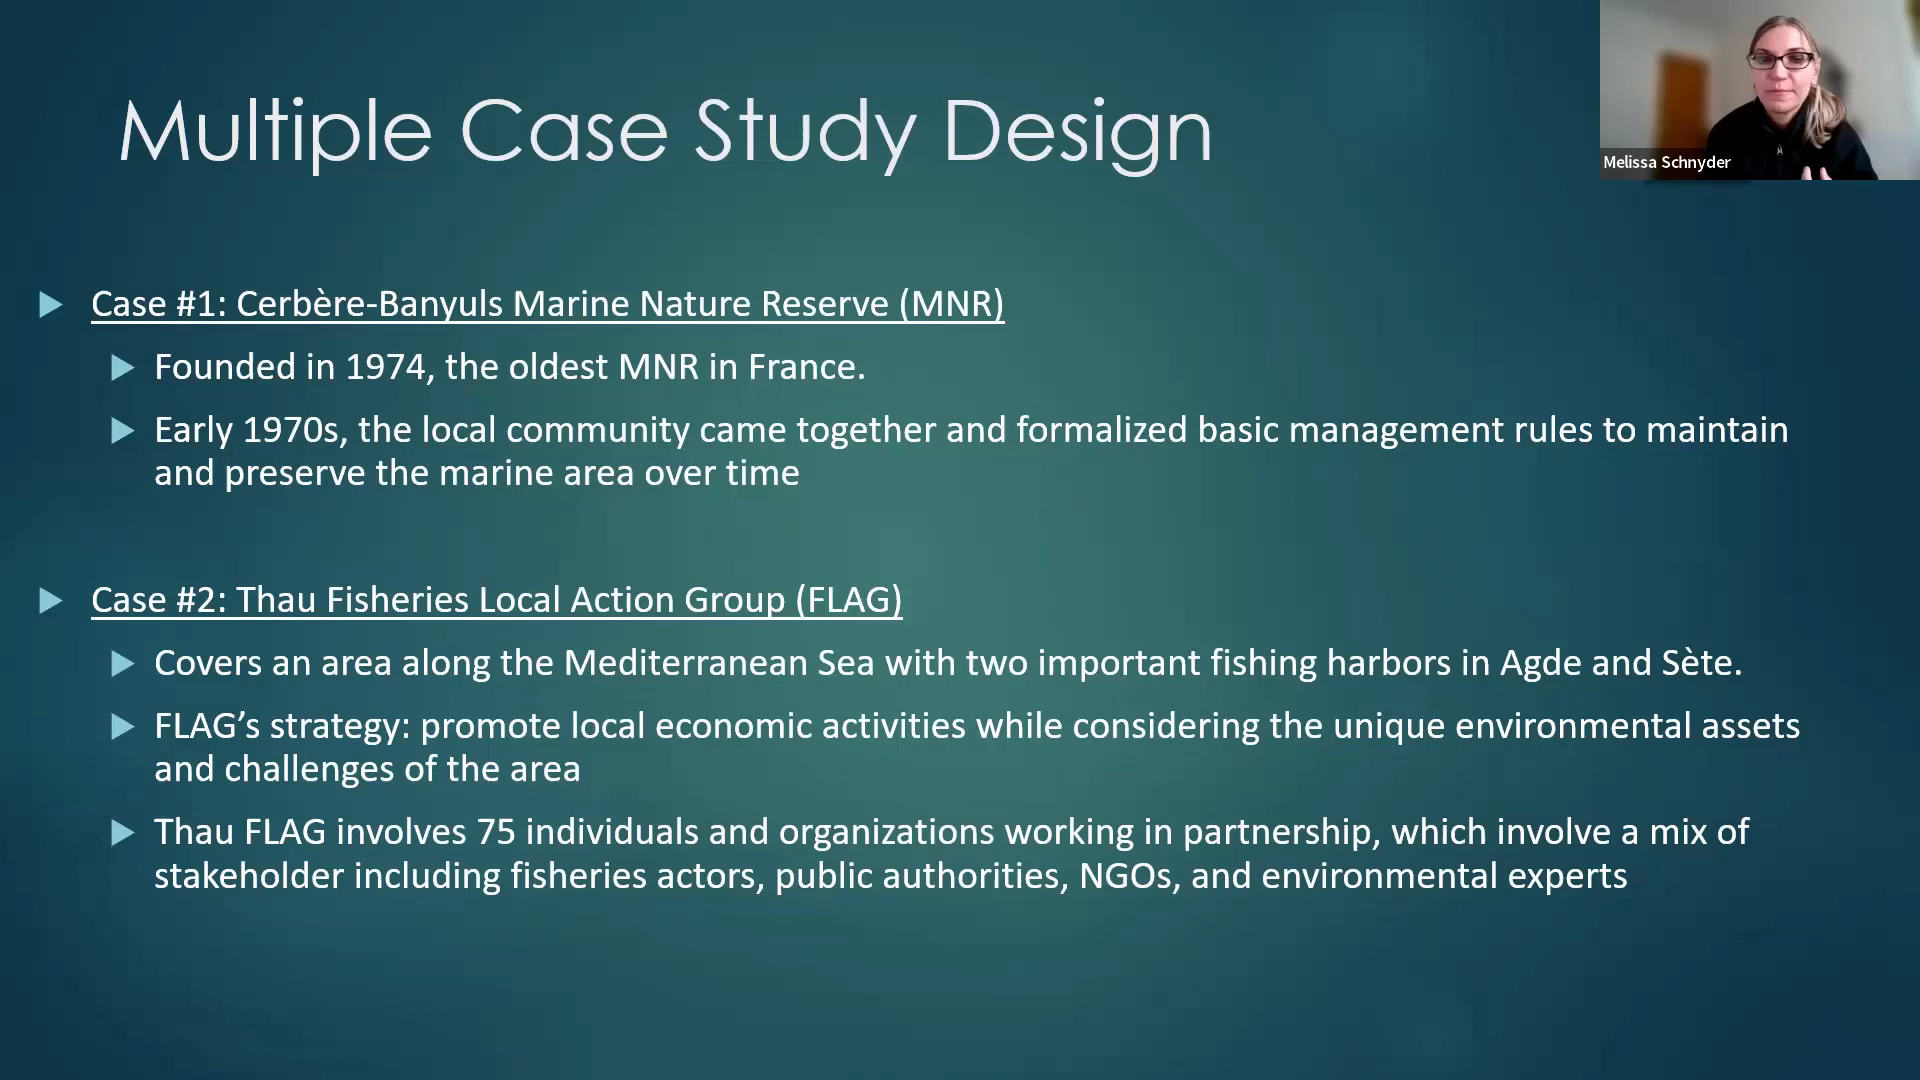 Multiple Case Study Design
Melissa Schnyder
Case #1: Cerbère-Banyuls Marine Nature Reserve (MNR)
Founded in 1974, the oldest MNR in France.
Early 1970s, the local community came together and formalized basic management rules to maintain
and preserve the marine area over time
Case #2: Thau Fisheries Local Action Group (FLAG)
Covers an area along the Mediterranean Sea with two important fishing harbors in Agde and Sète.
FLAG’s strategy: promote local economic activities while considering the unique environmental assets
and challenges of the area
Thau FLAG involves 75 individuals and organizations working in partnership, which involve a mix of
stakeholder including fisheries actors, public authorities, NGOs, and environmental experts